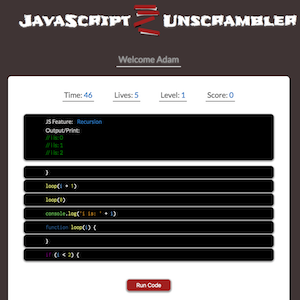 JavaScript Unscrambler
Welcome Adam
Time: 46 Lives: 5 Level: 1 Score: 0
JS Feature: Recursion
Output/Print:
// i is: 0
// i is: 1
// i is: 2
}
loop(i + 1)
loop(0)
console.log('i is: ' + i)
function loop(i) {
}
if (i < 2) {
Run Code